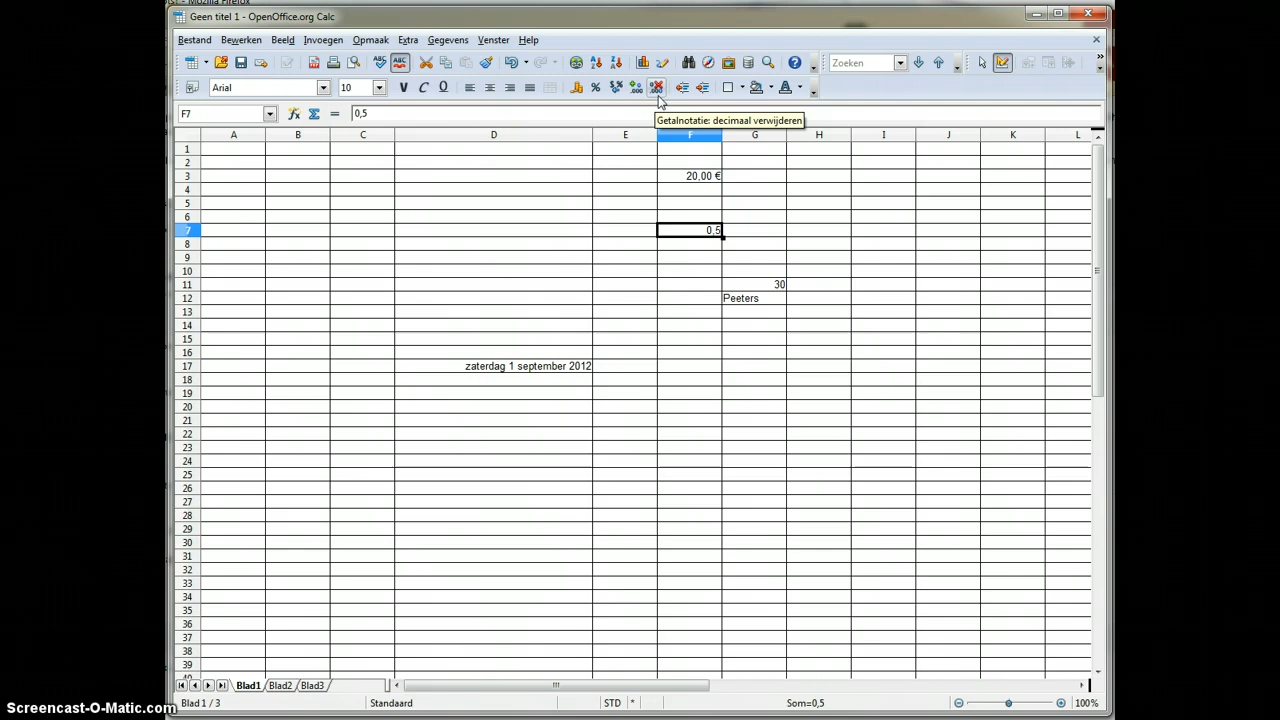 ts! - Mozilla Firefox
Geen titel 1 - OpenOffice.org Calc
Bestand Bewerken Beeld Invoegen Opmaak Extra Gegevens Venster Help
Zoeken
Arial 10 V C O
F7 0,5
Getalnotatie: decimaal verwijderen
A B C D E F G H I J K L
1
2
3 20,00 €
4
5
6
7 0,5
8
9
10
11 30
12 Peeters
13
14
15
16
17 zaterdag 1 september 2012
18
19
20
21
22
23
24
25
26
27
28
29
30
31
32
33
34
35
36
37
38
39
40
Blad1 Blad2 Blad3
Blad 1 / 3 Standaard STD * Som=0,5 100%
Screencast-O-Matic.com